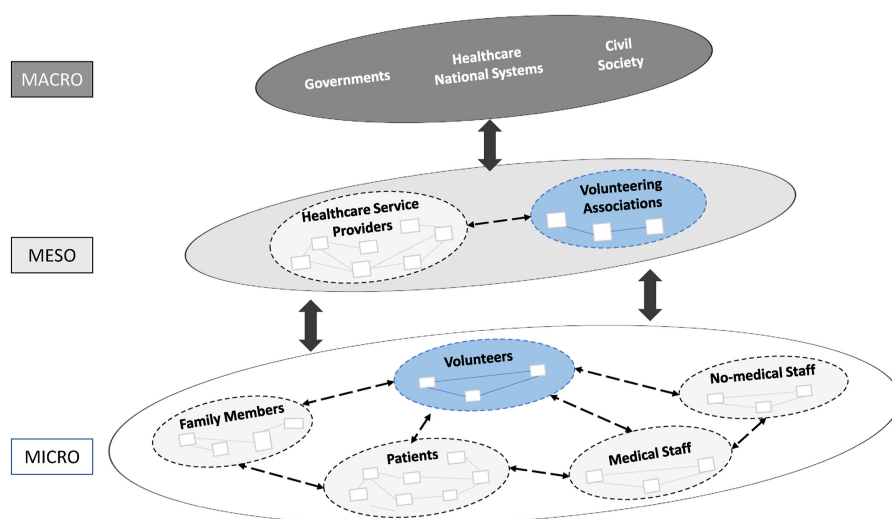 MACRO
Governments
Healthcare
National Systems
Civil
Society
MESO
Healthcare Service
Providers
Volunteering
Associations
MICRO
Volunteers
No-medical Staff
Family Members
Patients
Medical Staff